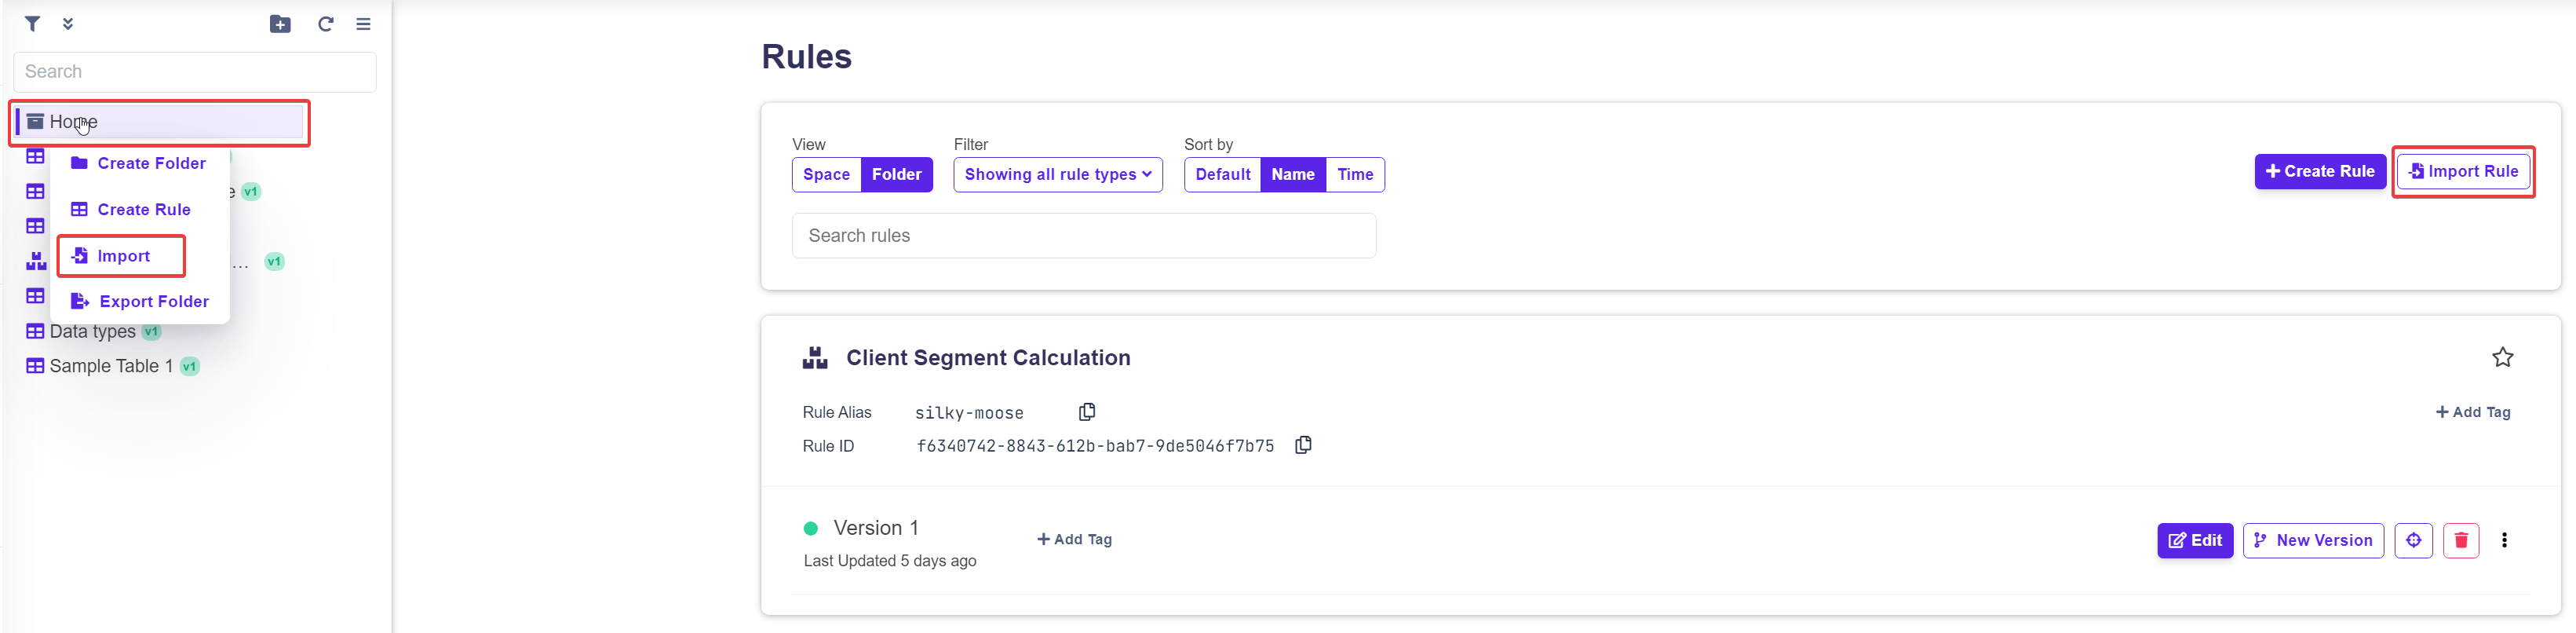 Search
Home
Create Folder
e v1
Create Rule
Import
... v1
Export Folder
Data types v1
Sample Table 1 v1
Rules
View
Filter
Sort by
Space Folder
Showing all rule types
Default Name Time
Create Rule
Import Rule
Search rules
Client Segment Calculation
Rule Alias silky-moose
Add Tag
Rule ID f6340742-8843-612b-bab7-9de5046f7b75
Version 1
Add Tag
Last Updated 5 days ago
Edit
New Version